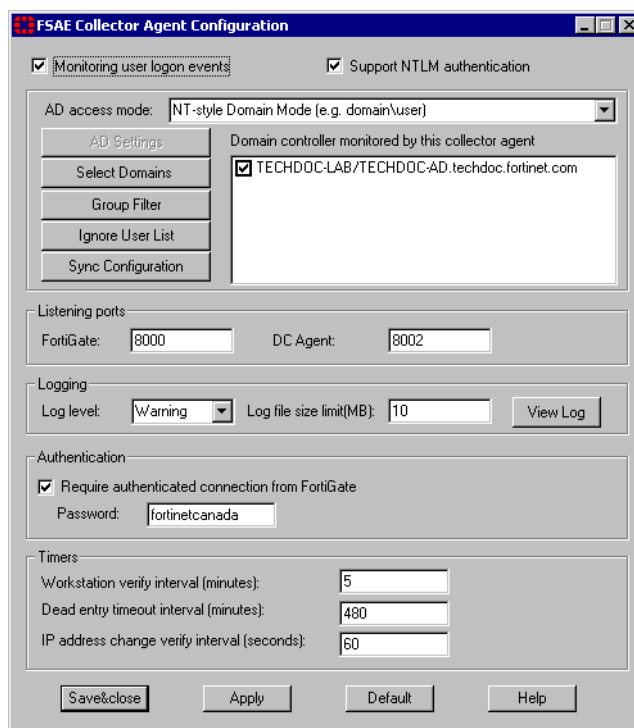 FSAE Collector Agent Configuration
Monitoring user logon events
Support NTLM authentication
AD access mode: NT-style Domain Mode (e.g. domain\user)
AD Settings
Domain controller monitored by this collector agent
Select Domains
TECHDOC-LAB/TECHDOC-AD.techdoc.fortinet.com
Group Filter
Ignore User List
Sync Configuration
Listening ports
FortiGate: 8000 DC Agent: 8002
Logging
Log level: Warning Log file size limit(MB): 10 View Log
Authentication
Require authenticated connection from FortiGate
Password: fortinetcanada
Timers
Workstation verify interval (minutes): 5
Dead entry timeout interval (minutes): 480
IP address change verify interval (seconds): 60
Save&close Apply Default Help